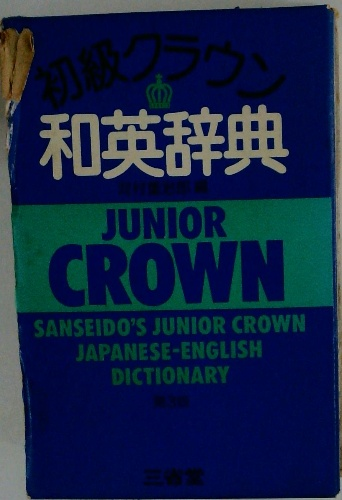 初級クラウン
和英辞典
JUNIOR
CROWN
SANSEIDO'S JUNIOR CROWN
JAPANESE-ENGLISH
DICTIONARY
三省堂